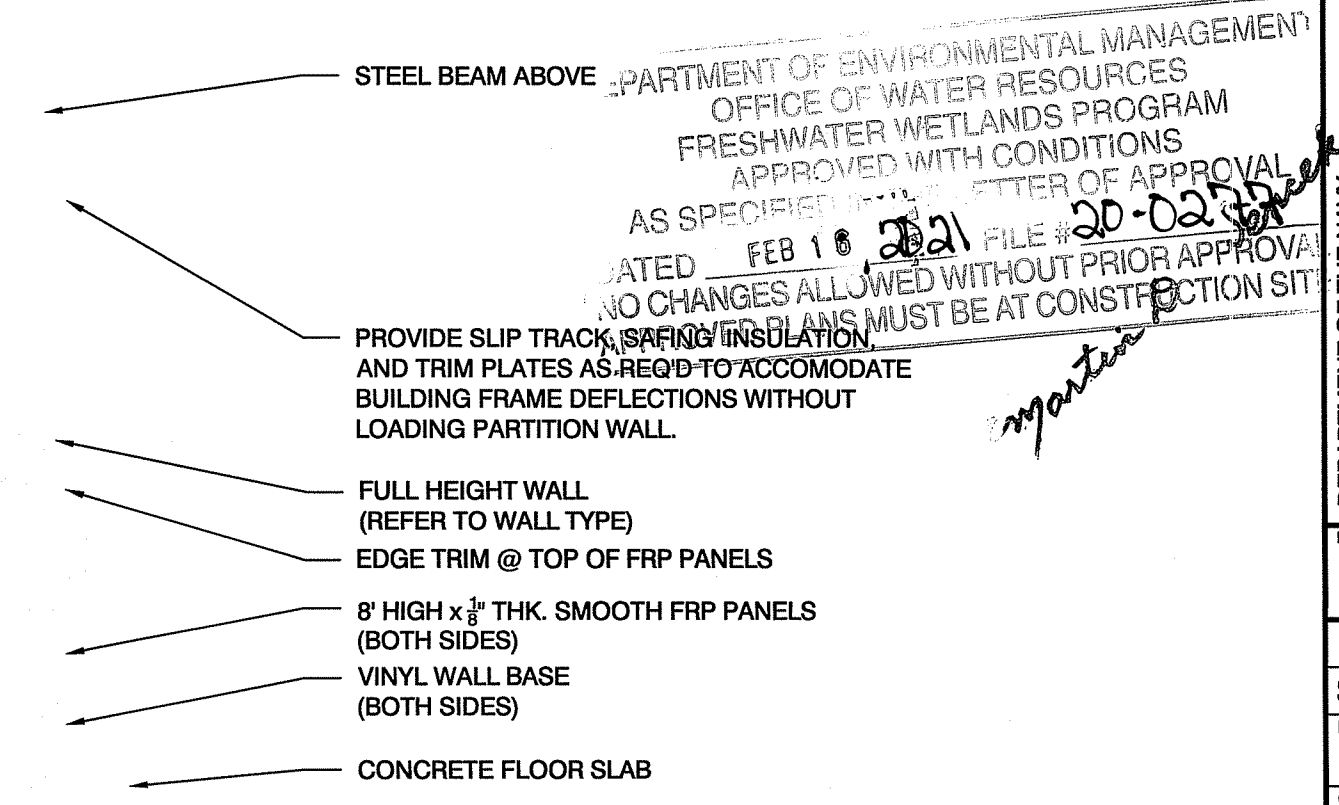 STEEL BEAM ABOVE
PROVIDE SLIP TRACK, SAFING INSULATION,
AND TRIM PLATES AS REQ'D TO ACCOMODATE
BUILDING FRAME DEFLECTIONS WITHOUT
LOADING PARTITION WALL.
FULL HEIGHT WALL
(REFER TO WALL TYPE)
EDGE TRIM @ TOP OF FRP PANELS
8' HIGH x 1/8" THK. SMOOTH FRP PANELS
(BOTH SIDES)
VINYL WALL BASE
(BOTH SIDES)
CONCRETE FLOOR SLAB
EPARTMENT OF ENVIRONMENTAL MANAGEMENT
OFFICE OF WATER RESOURCES
FRESHWATER WETLANDS PROGRAM
APPROVED WITH CONDITIONS
AS SPECIFIED LETTER OF APPROVAL
DATED FEB 16 2021 FILE # 20-0277
NO CHANGES ALLOWED WITHOUT PRIOR APPROVAL
APPROVED PLANS MUST BE AT CONSTRUCTION SIT
Martin